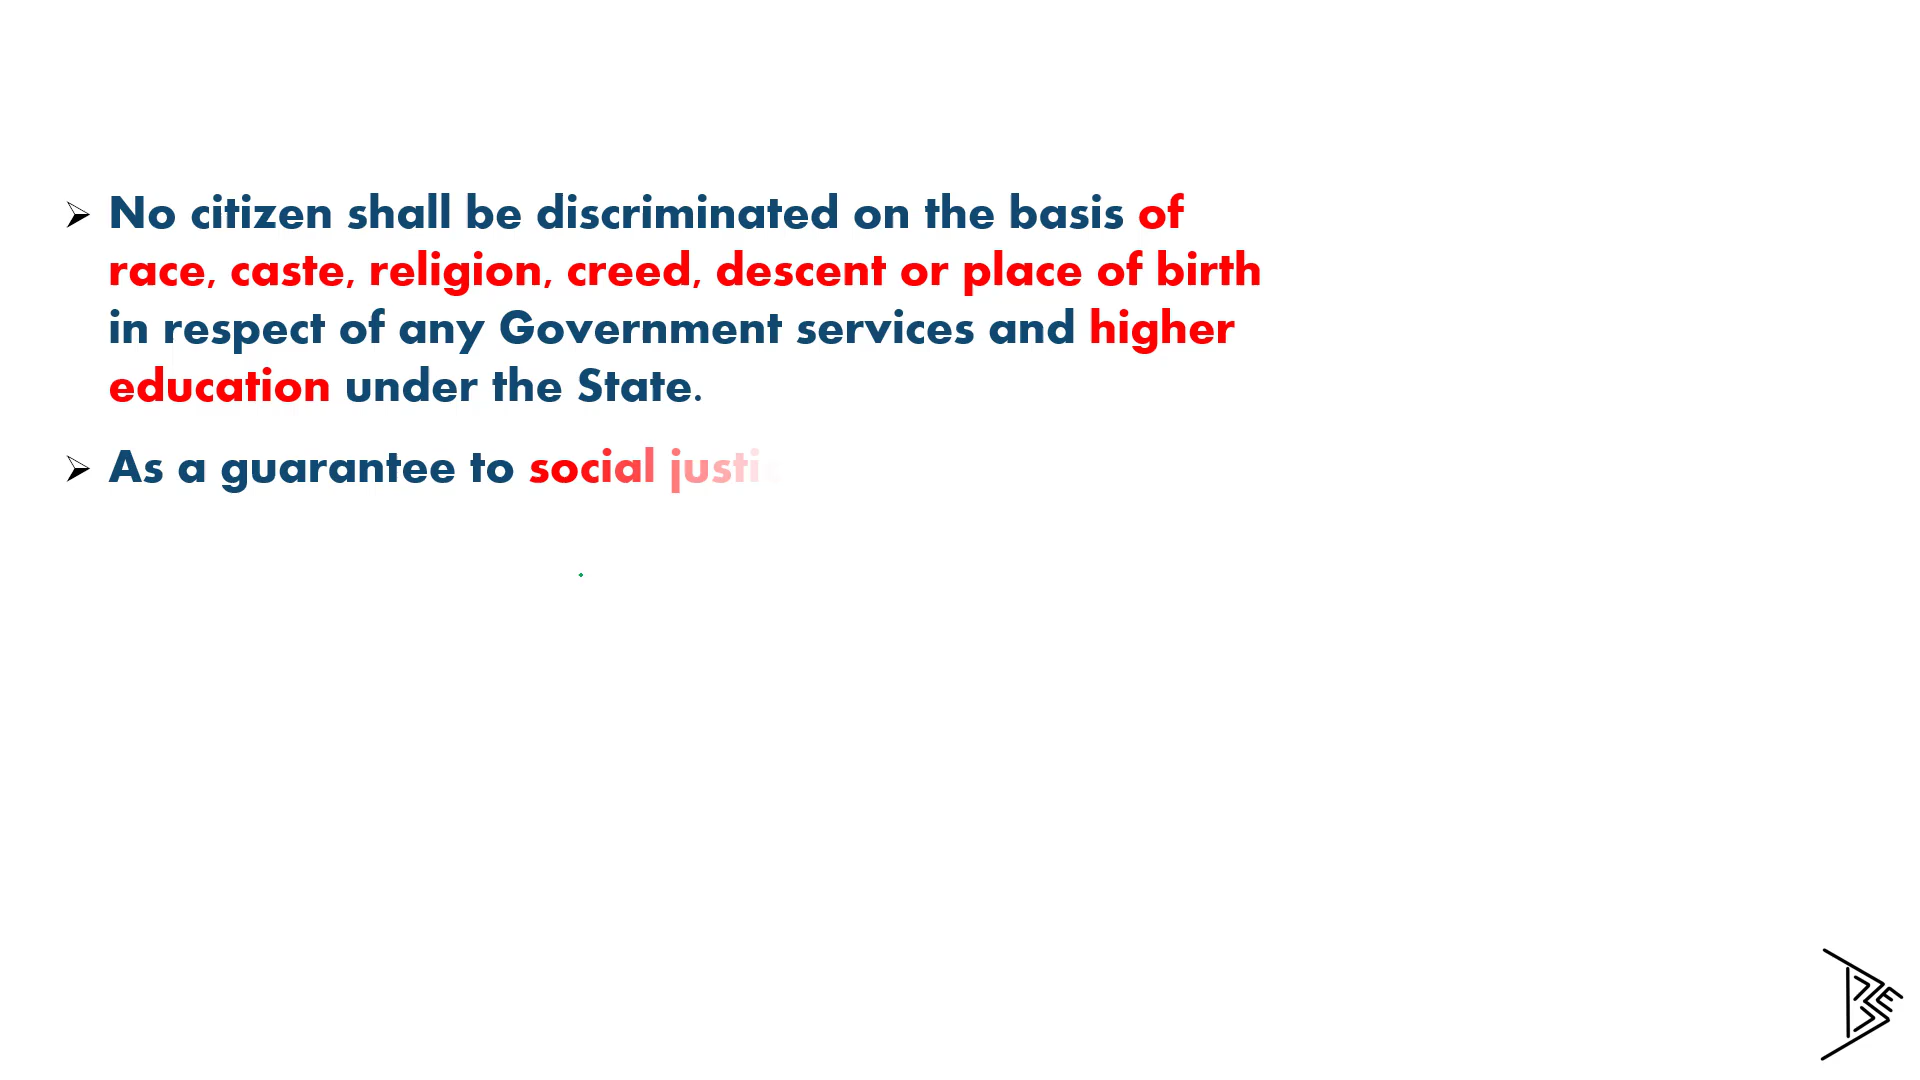 No citizen shall be discriminated on the basis of
race, caste, religion, creed, descent or place of birth
in respect of any Government services and higher
education under the State.
As a guarantee to social